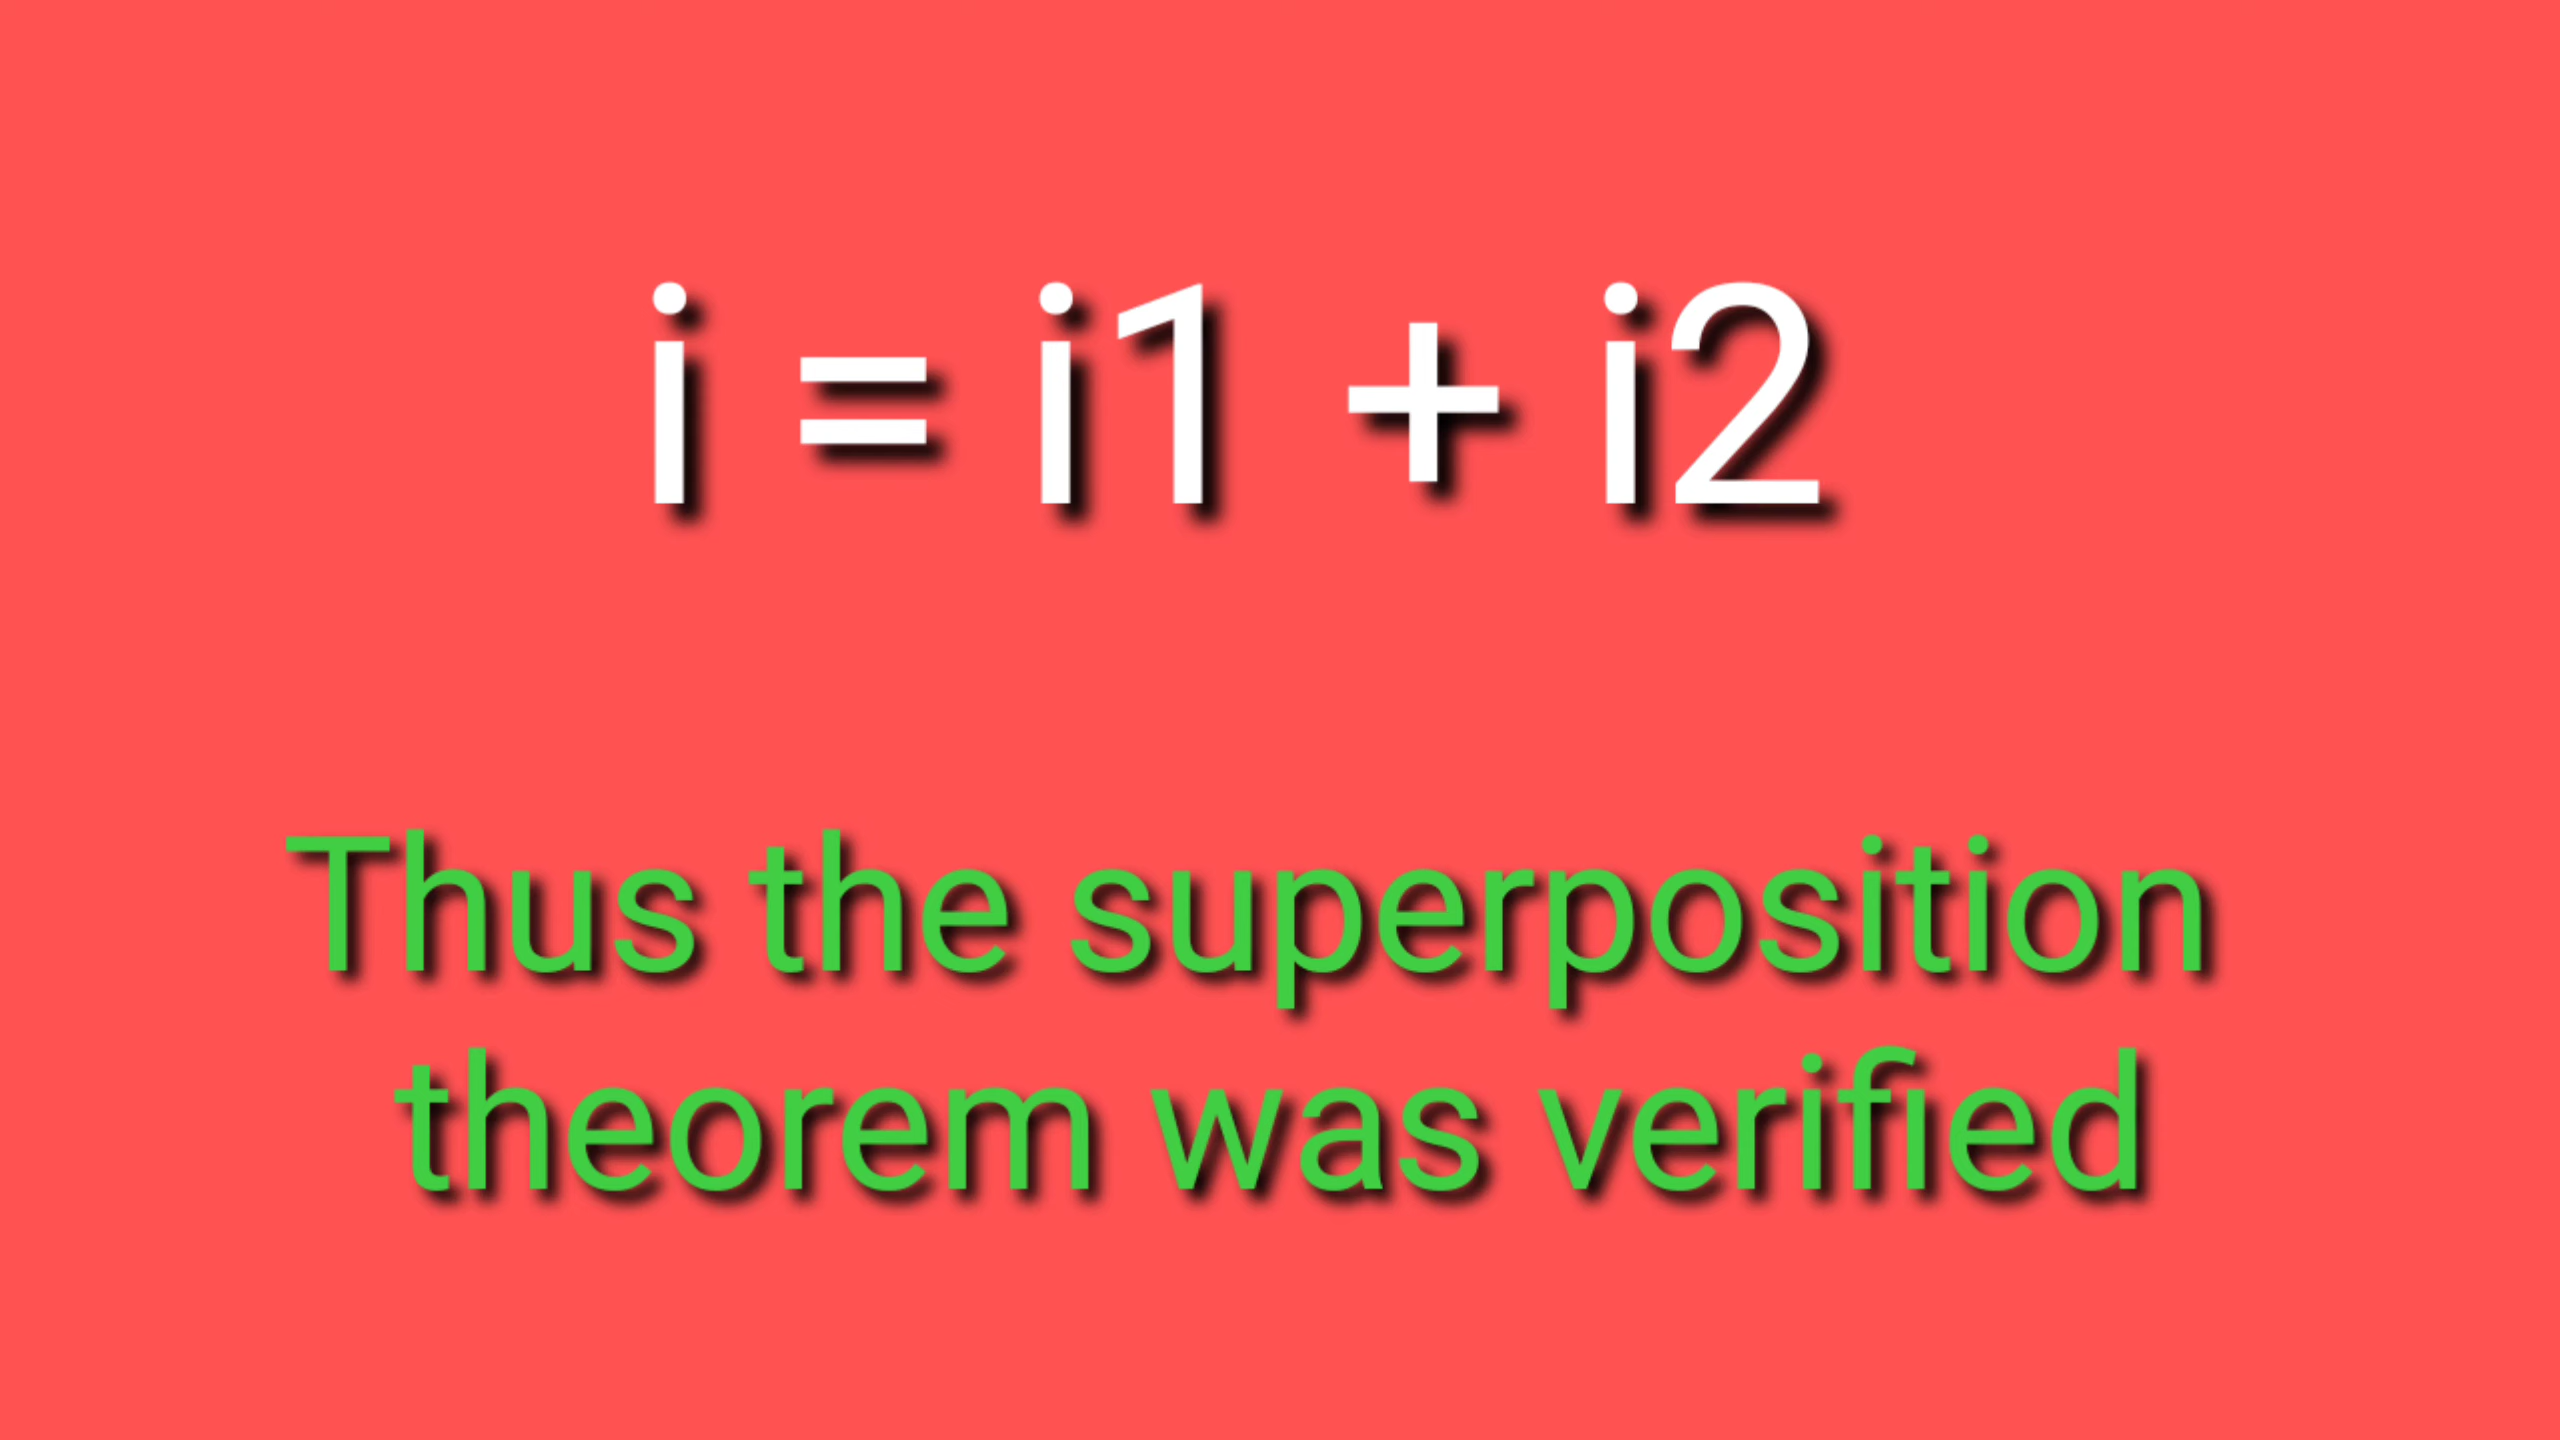 i = i1 + i2
Thus the superposition
theorem was verified